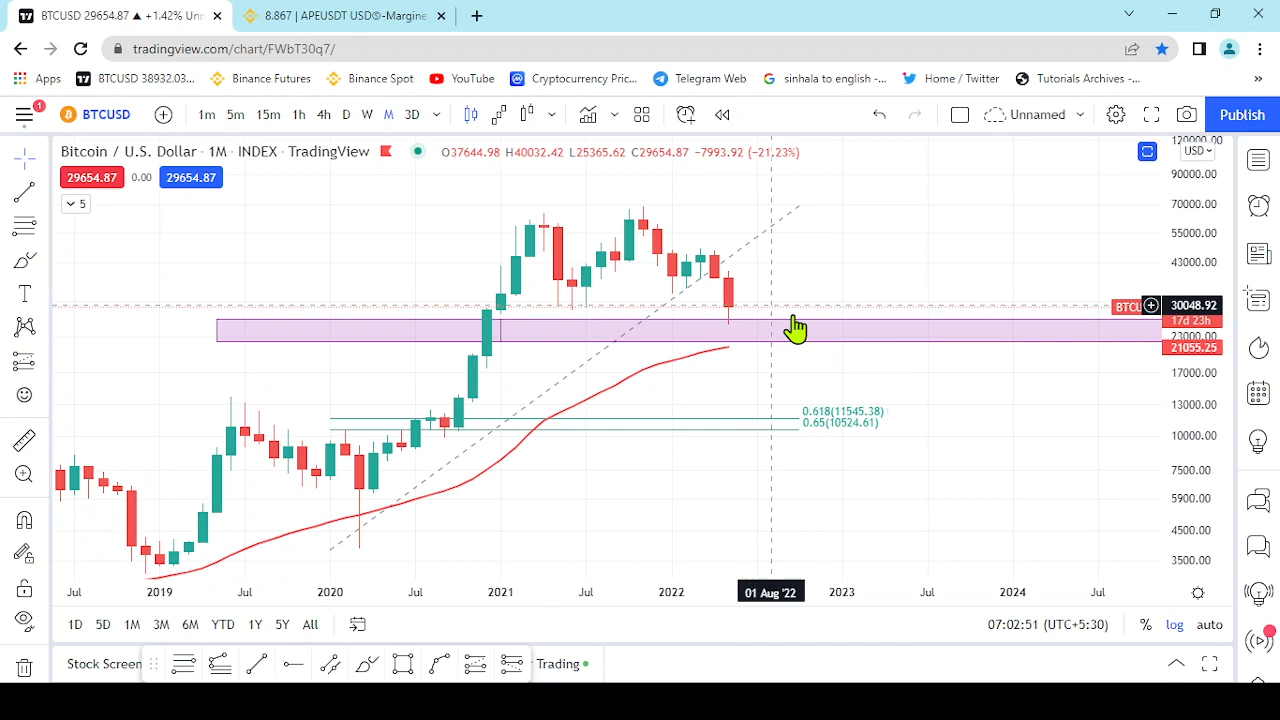 BTCUSD 29654.87 ▲ +1.42% Unn
8.867 | APEUSDT USDⓈ-Margine
tradingview.com/chart/FWbT30q7/
Apps BTCUSD 38932.03... Binance Futures Binance Spot YouTube Cryptocurrency Pric... Telegram Web sinhala to english -... Home / Twitter Tutorials Archives -... »
1 BTCUSD 1m 5m 15m 1h 4h D W M 3D Unnamed Publish
Bitcoin / U.S. Dollar · 1M · INDEX · TradingView O37644.98 H40032.42 L25365.62 C29654.87 −7993.92 (−21.23%)
USD
29654.87 0.00 29654.87
5
120000.00
90000.00
70000.00
55000.00
43000.00
BTCU 30048.92
17d 23h
23000.00
21055.25
17000.00
0.618(11545.38)
0.65(10524.61)
13000.00
10000.00
7500.00
5900.00
4500.00
3500.00
Jul 2019 Jul 2020 Jul 2021 Jul 2022 01 Aug '22 2023 Jul 2024 Jul
1D 5D 1M 3M 6M YTD 1Y 5Y All 07:02:51 (UTC+5:30) % log auto
Stock Screen Trading